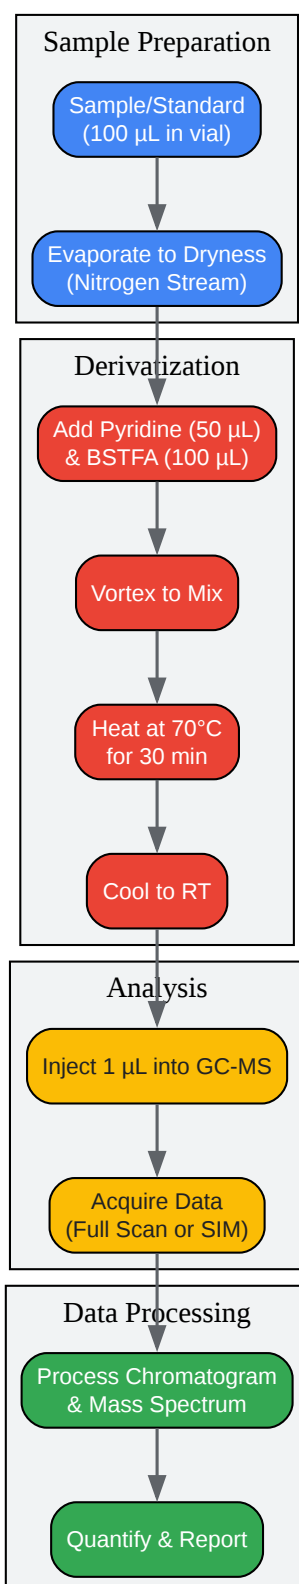 Sample Preparation
Sample/Standard
(100 µL in vial)
Evaporate to Dryness
(Nitrogen Stream)
Derivatization
Add Pyridine (50 µL)
& BSTFA (100 µL)
Vortex to Mix
Heat at 70°C
for 30 min
Cool to RT
Analysis
Inject 1 µL into GC-MS
Acquire Data
(Full Scan or SIM)
Data Processing
Process Chromatogram
& Mass Spectrum
Quantify & Report